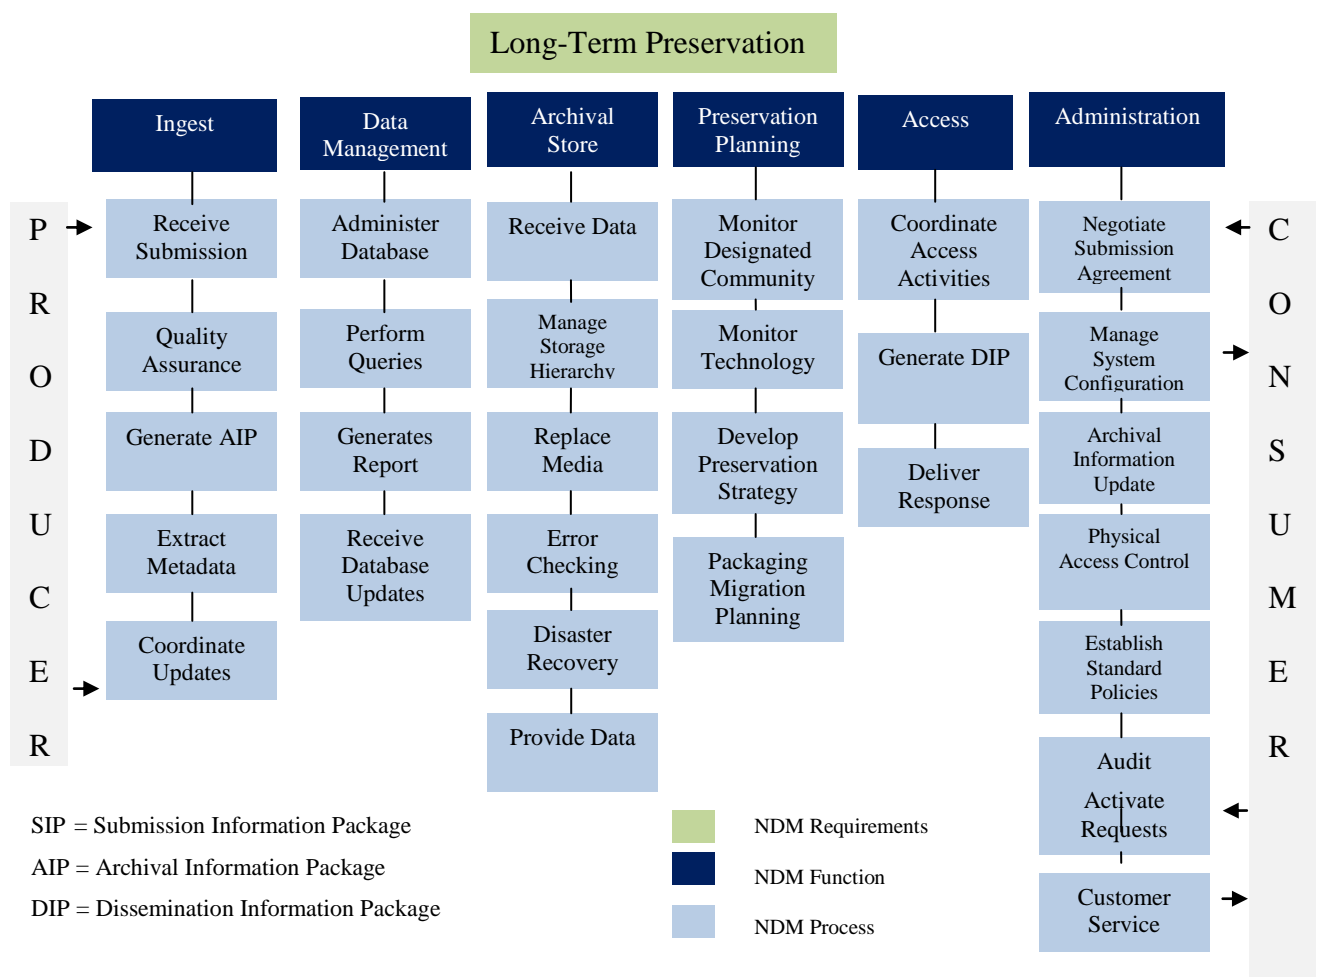 Long-Term Preservation
Ingest
Data
Management
Archival
Store
Preservation
Planning
Access
Administration
P
R
O
D
U
C
E
R
Receive
Submission
Quality
Assurance
Generate AIP
Extract
Metadata
Coordinate
Updates
Administer
Database
Perform
Queries
Generates
Report
Receive
Database
Updates
Receive Data
Manage
Storage
Hierarchy
Replace
Media
Error
Checking
Disaster
Recovery
Provide Data
Monitor
Designated
Community
Monitor
Technology
Develop
Preservation
Strategy
Packaging
Migration
Planning
Coordinate
Access
Activities
Generate DIP
Deliver
Response
Negotiate
Submission
Agreement
Manage
System
Configuration
Archival
Information
Update
Physical
Access Control
Establish
Standard
Policies
Audit
Activate
Requests
Customer
Service
C
O
N
S
U
M
E
R
SIP = Submission Information Package
AIP = Archival Information Package
DIP = Dissemination Information Package
NDM Requirements
NDM Function
NDM Process